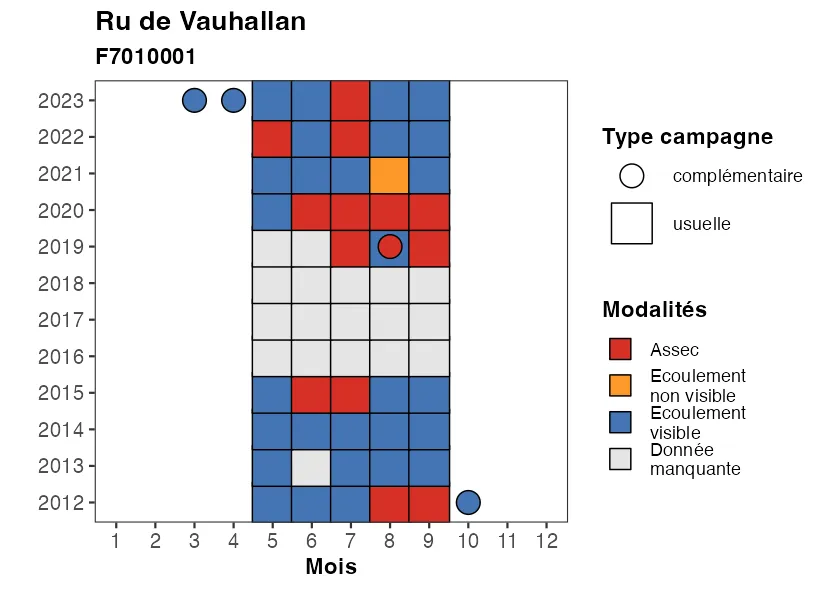 Ru de Vauhallan
F7010001
2023
2022
2021
2020
2019
2018
2017
2016
2015
2014
2013
2012
1 2 3 4 5 6 7 8 9 10 11 12
Mois
Type campagne
complémentaire
usuelle
Modalités
Assec
Ecoulement
non visible
Ecoulement
visible
Donnée
manquante